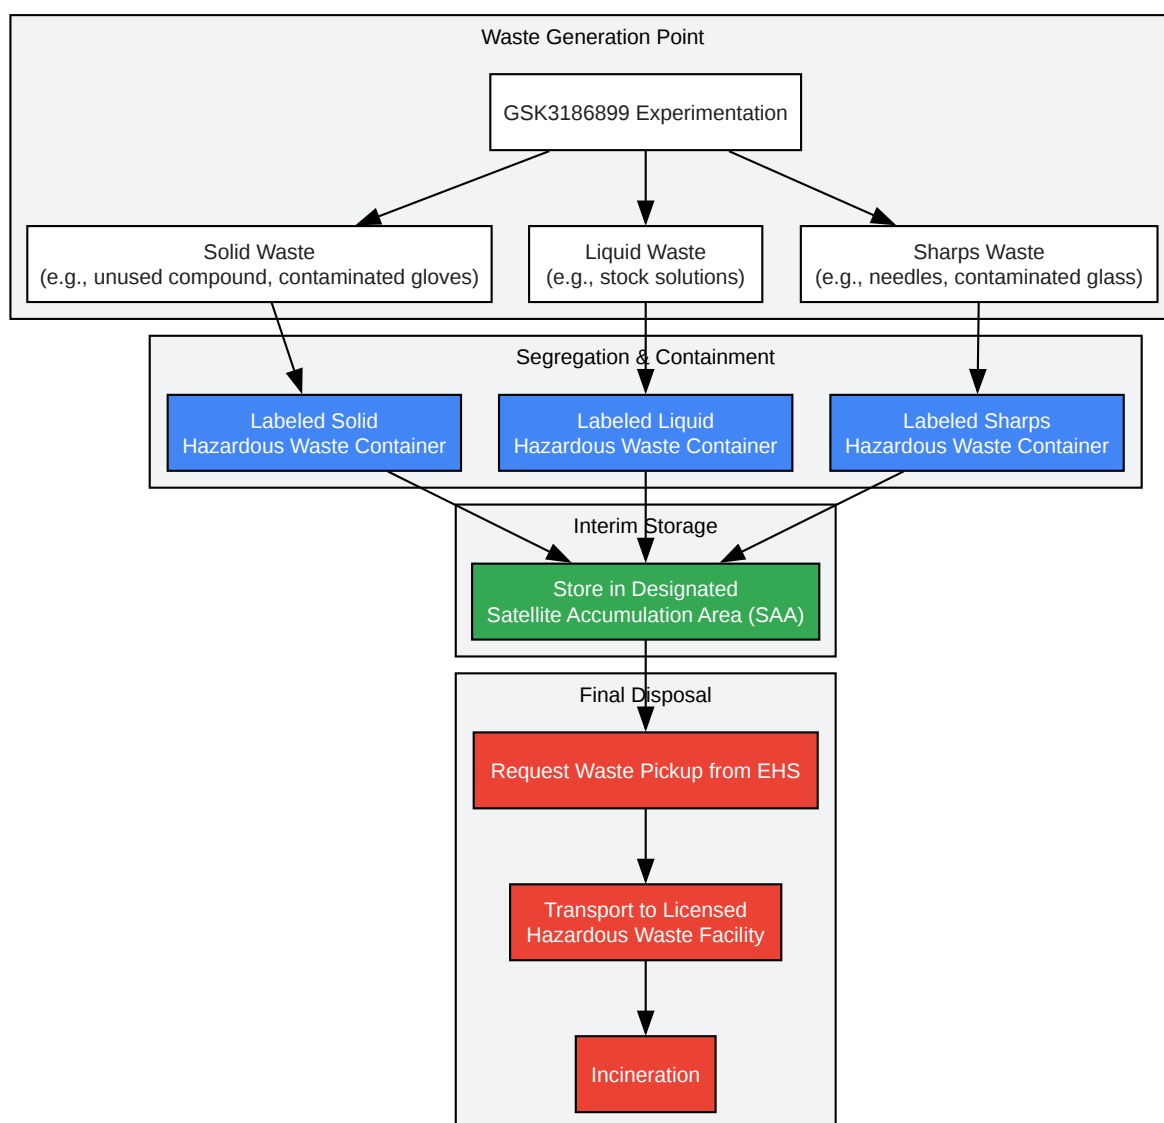 Waste Generation Point
GSK3186899 Experimentation
Solid Waste
(e.g., unused compound, contaminated gloves)
Liquid Waste
(e.g., stock solutions)
Sharps Waste
(e.g., needles, contaminated glass)
Segregation & Containment
Labeled Solid
Hazardous Waste Container
Labeled Liquid
Hazardous Waste Container
Labeled Sharps
Hazardous Waste Container
Interim Storage
Store in Designated
Satellite Accumulation Area (SAA)
Final Disposal
Request Waste Pickup from EHS
Transport to Licensed
Hazardous Waste Facility
Incineration